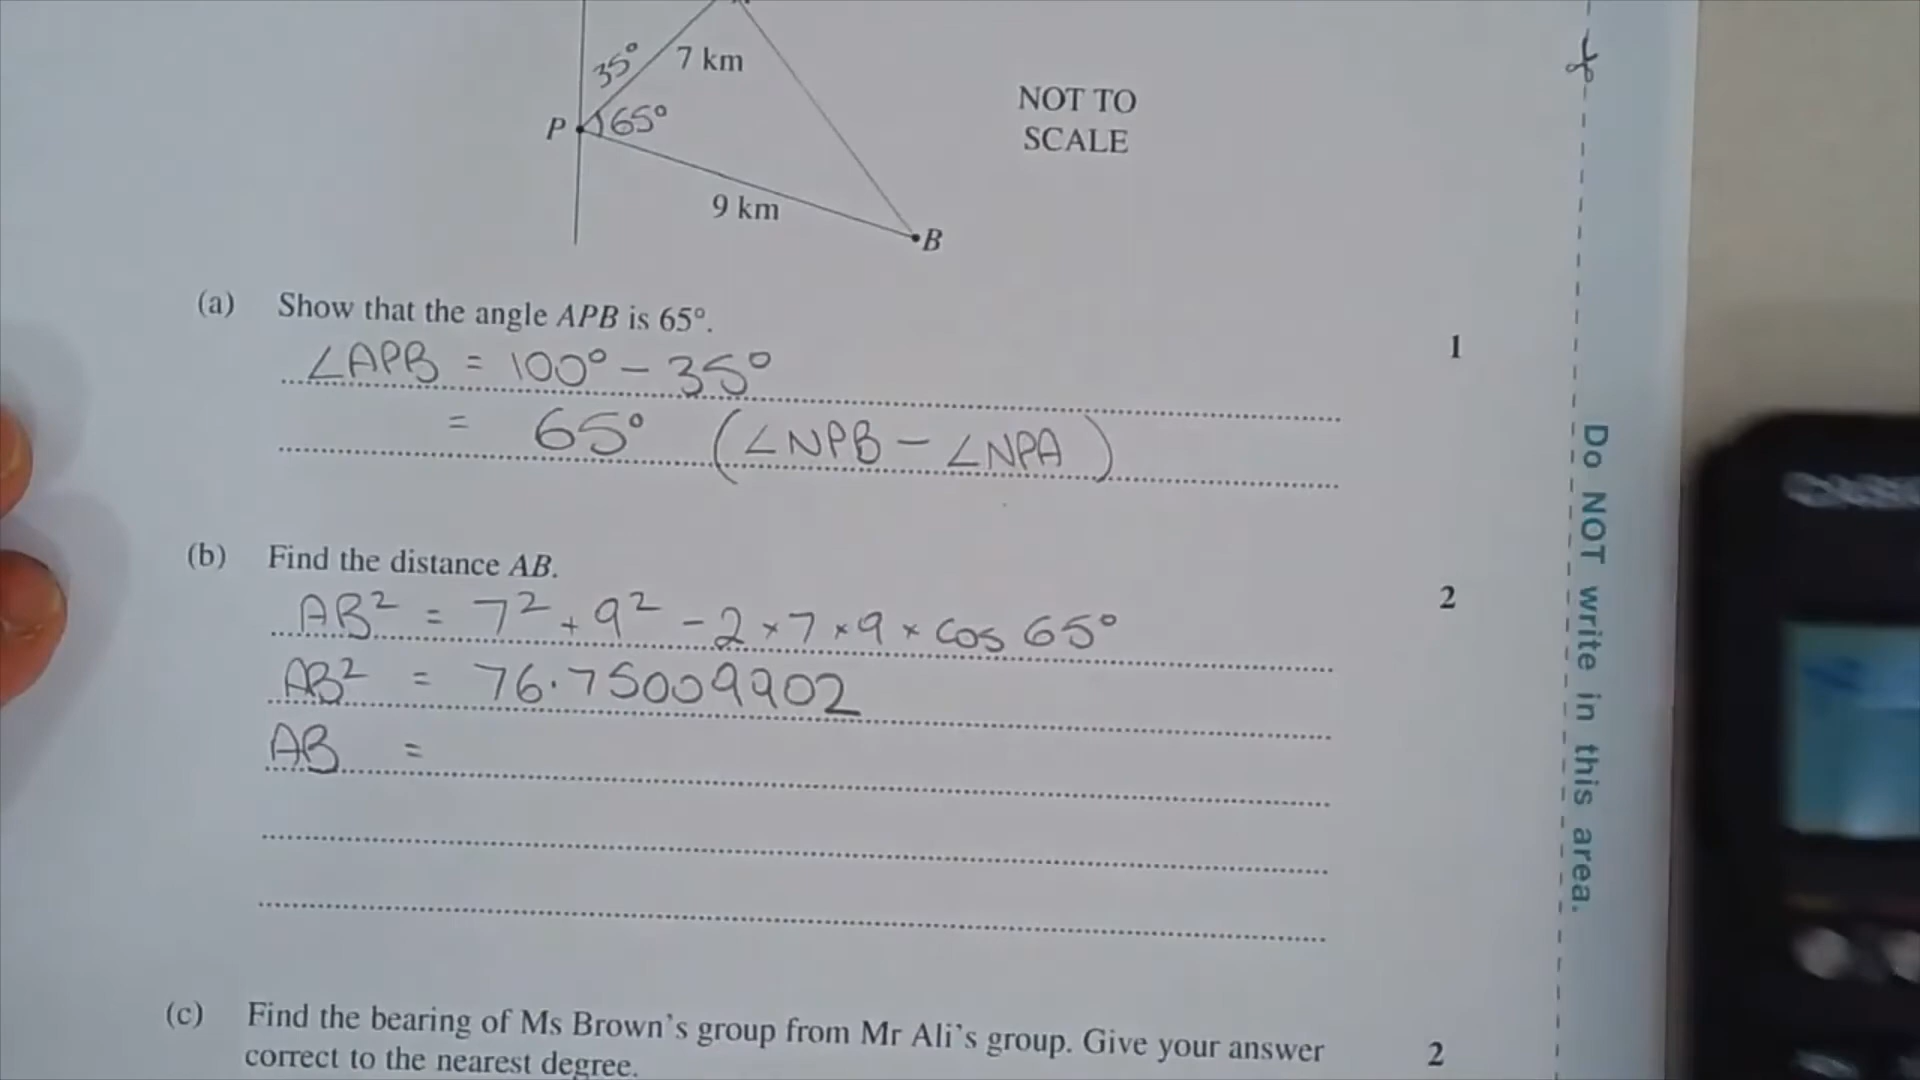 35°
7 km
P
65°
9 km
B
NOT TO
SCALE
(a) Show that the angle APB is 65°. 1
∠APB = 100° - 35°
= 65° (∠NPB - ∠NPA)
(b) Find the distance AB. 2
AB² = 7² + 9² - 2 × 7 × 9 × cos 65°
AB² = 76.75009902
AB =
(c) Find the bearing of Ms Brown's group from Mr Ali's group. Give your answer 2
correct to the nearest degree.
Do NOT write in this area.